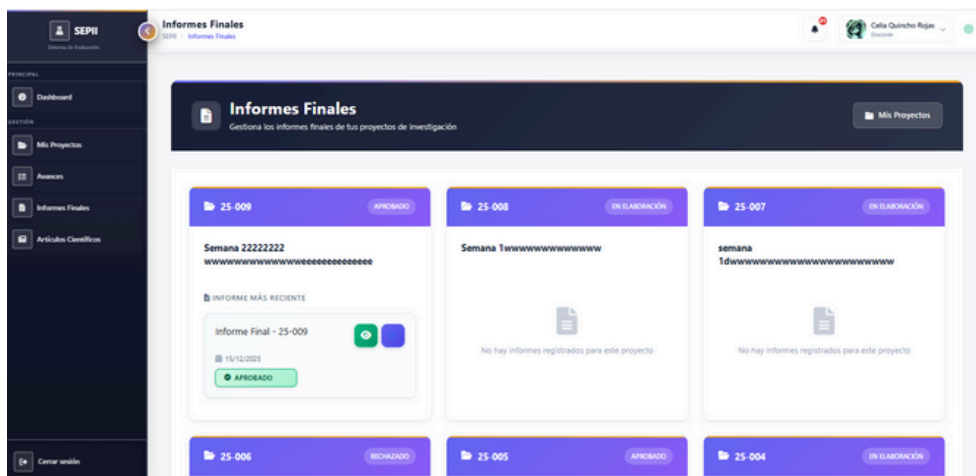 SEPII
Sistema de Evaluación
PRINCIPAL
Dashboard
GESTIÓN
Mis Proyectos
Avances
Informes Finales
Artículos Científicos
Cerrar sesión
Informes Finales
SEPII Informes Finales
Celia Quincho Rojas
Docente
Informes Finales
Gestiona los informes finales de tus proyectos de investigación
Mis Proyectos
25-009 APROBADO
Semana 22222222
wwwwwwwwwwwwwweeeeeeeeeeeeee
INFORME MÁS RECIENTE
Informe Final - 25-009
15/12/2025
APROBADO
25-008 EN ELABORACIÓN
Semana 1wwwwwwwwwwwww
No hay informes registrados para este proyecto
25-007 EN ELABORACIÓN
semana
1dwwwwwwwwwwwwwwwwwwwwwww
No hay informes registrados para este proyecto
25-006 RECHAZADO
25-005 APROBADO
25-004 EN ELABORACIÓN